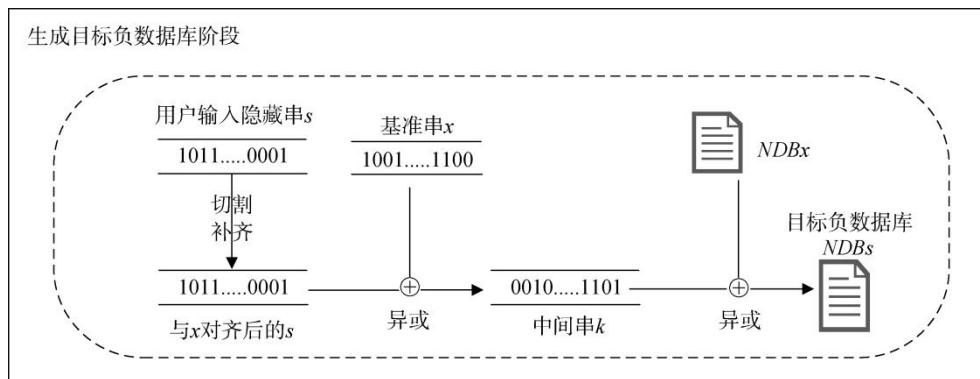 生成目标负数据库阶段
用户输入隐藏串s
1011.....0001
基准串x
1001.....1100
NDBx
切割
补齐
目标负数据库
NDBs
1011.....0001
0010.....1101
与x对齐后的s
异或
中间串k
异或